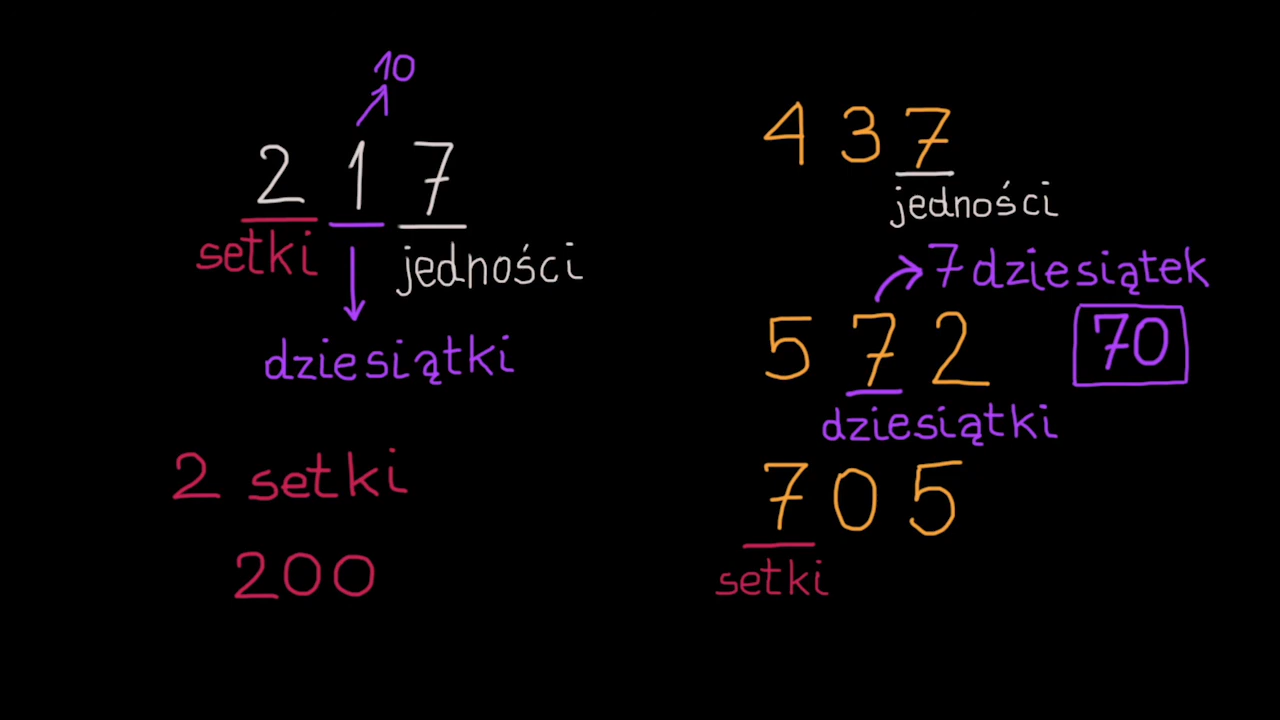 10
2 1 7
setki
jedności
dziesiątki
2 setki
200
4 3 7
jedności
7 dziesiątek
5 7 2
70
dziesiątki
7 0 5
setki